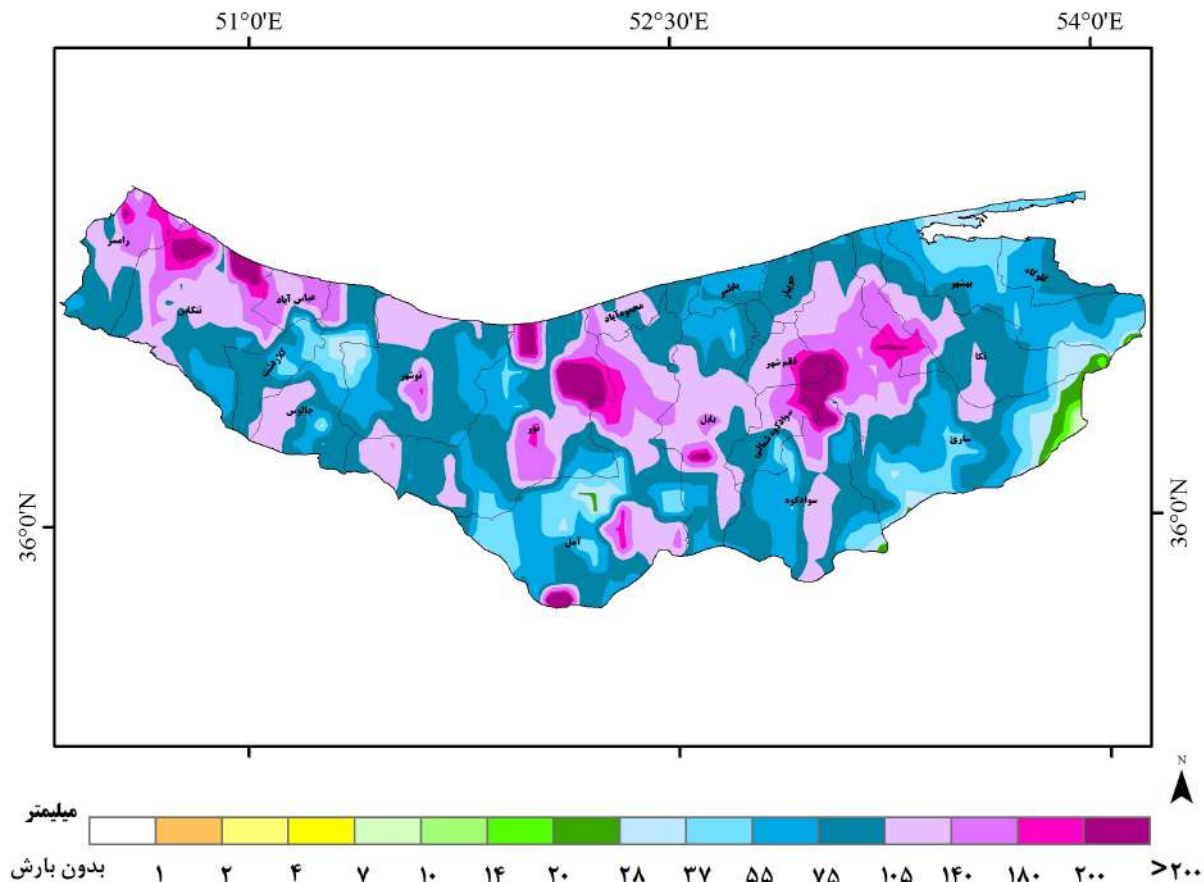 51°0'E 52°30'E 54°0'E
36°0'N 36°0'N
رامسر
تنکابن
عباس آباد
کلاردشت
چالوس
نوشهر
نور
محمودآباد
آمل
بابلسر
بابل
جویبار
قائم شهر
سوادکوه شمالی
سوادکوه
بهشهر
گلوگاه
نکا
ساری
N
میلیمتر
بدون بارش ۱ ۲ ۴ ۷ ۱۰ ۱۴ ۲۰ ۲۸ ۳۷ ۵۵ ۷۵ ۱۰۵ ۱۴۰ ۱۸۰ ۲۰۰ >۲۰۰